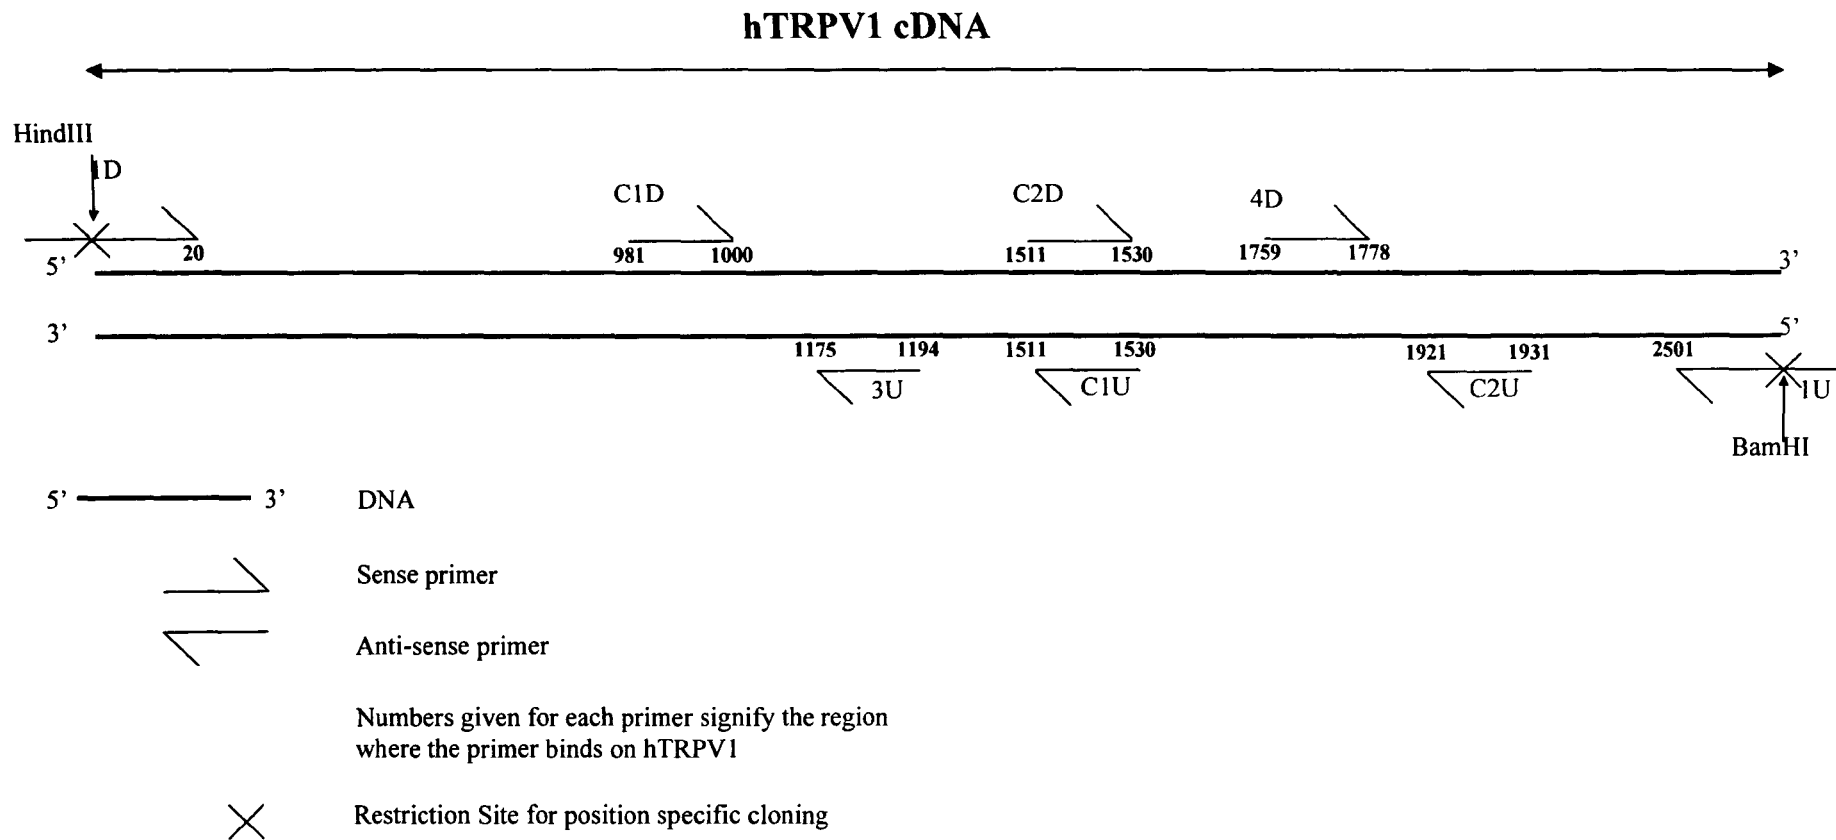 hTRPV1 cDNA
HindIII
1D
C1D
C2D
4D
20
981 1000
1511 1530
1759 1778
5’ 3’
3’ 5’
1175 1194
1511 1530
1921 1931
2501
3U
C1U
C2U
1U
BamHI
5’ 3’ DNA
Sense primer
Anti-sense primer
Numbers given for each primer signify the region
where the primer binds on hTRPV1
Restriction Site for position specific cloning